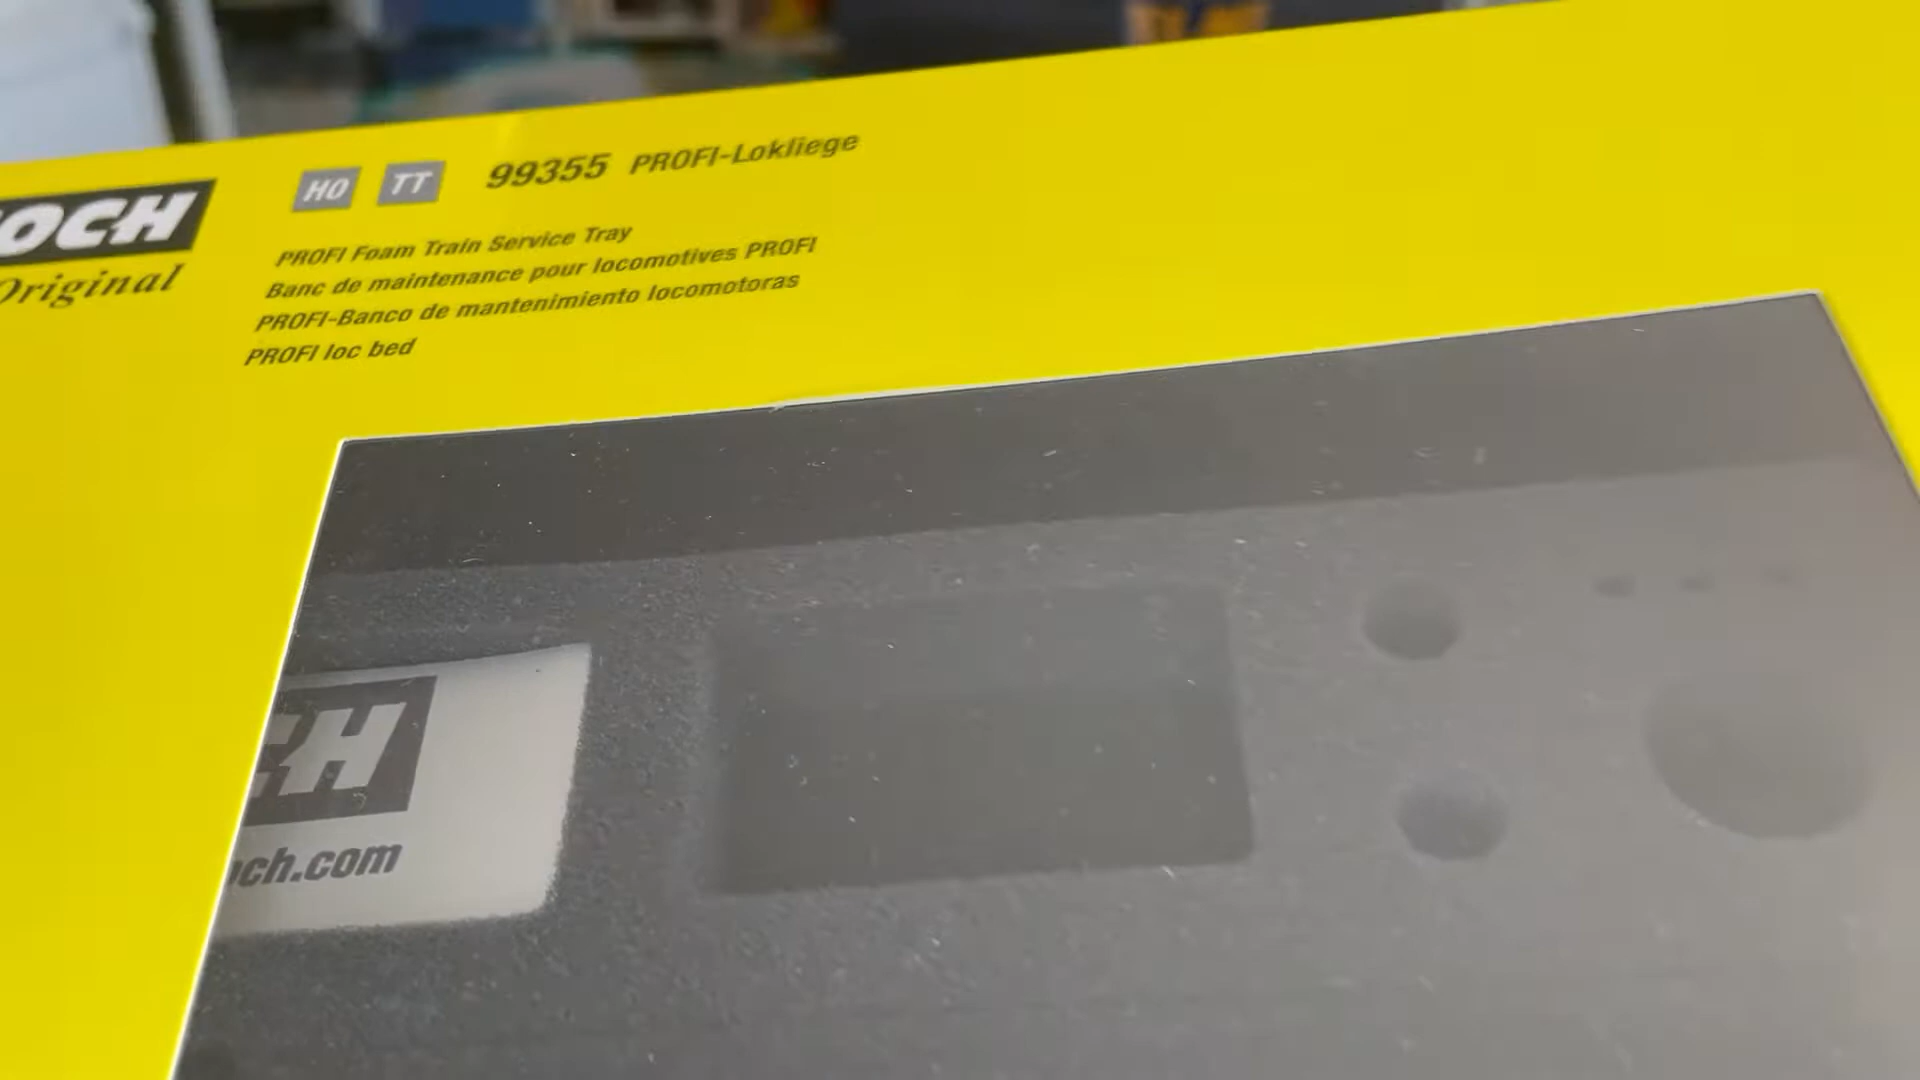 OCH
Original
H0 TT 99355 PROFI-Lokliege
PROFI Foam Train Service Tray
Banc de maintenance pour locomotives PROFI
PROFI-Banco de mantenimiento locomotoras
PROFI loc bed
CH
ch.com